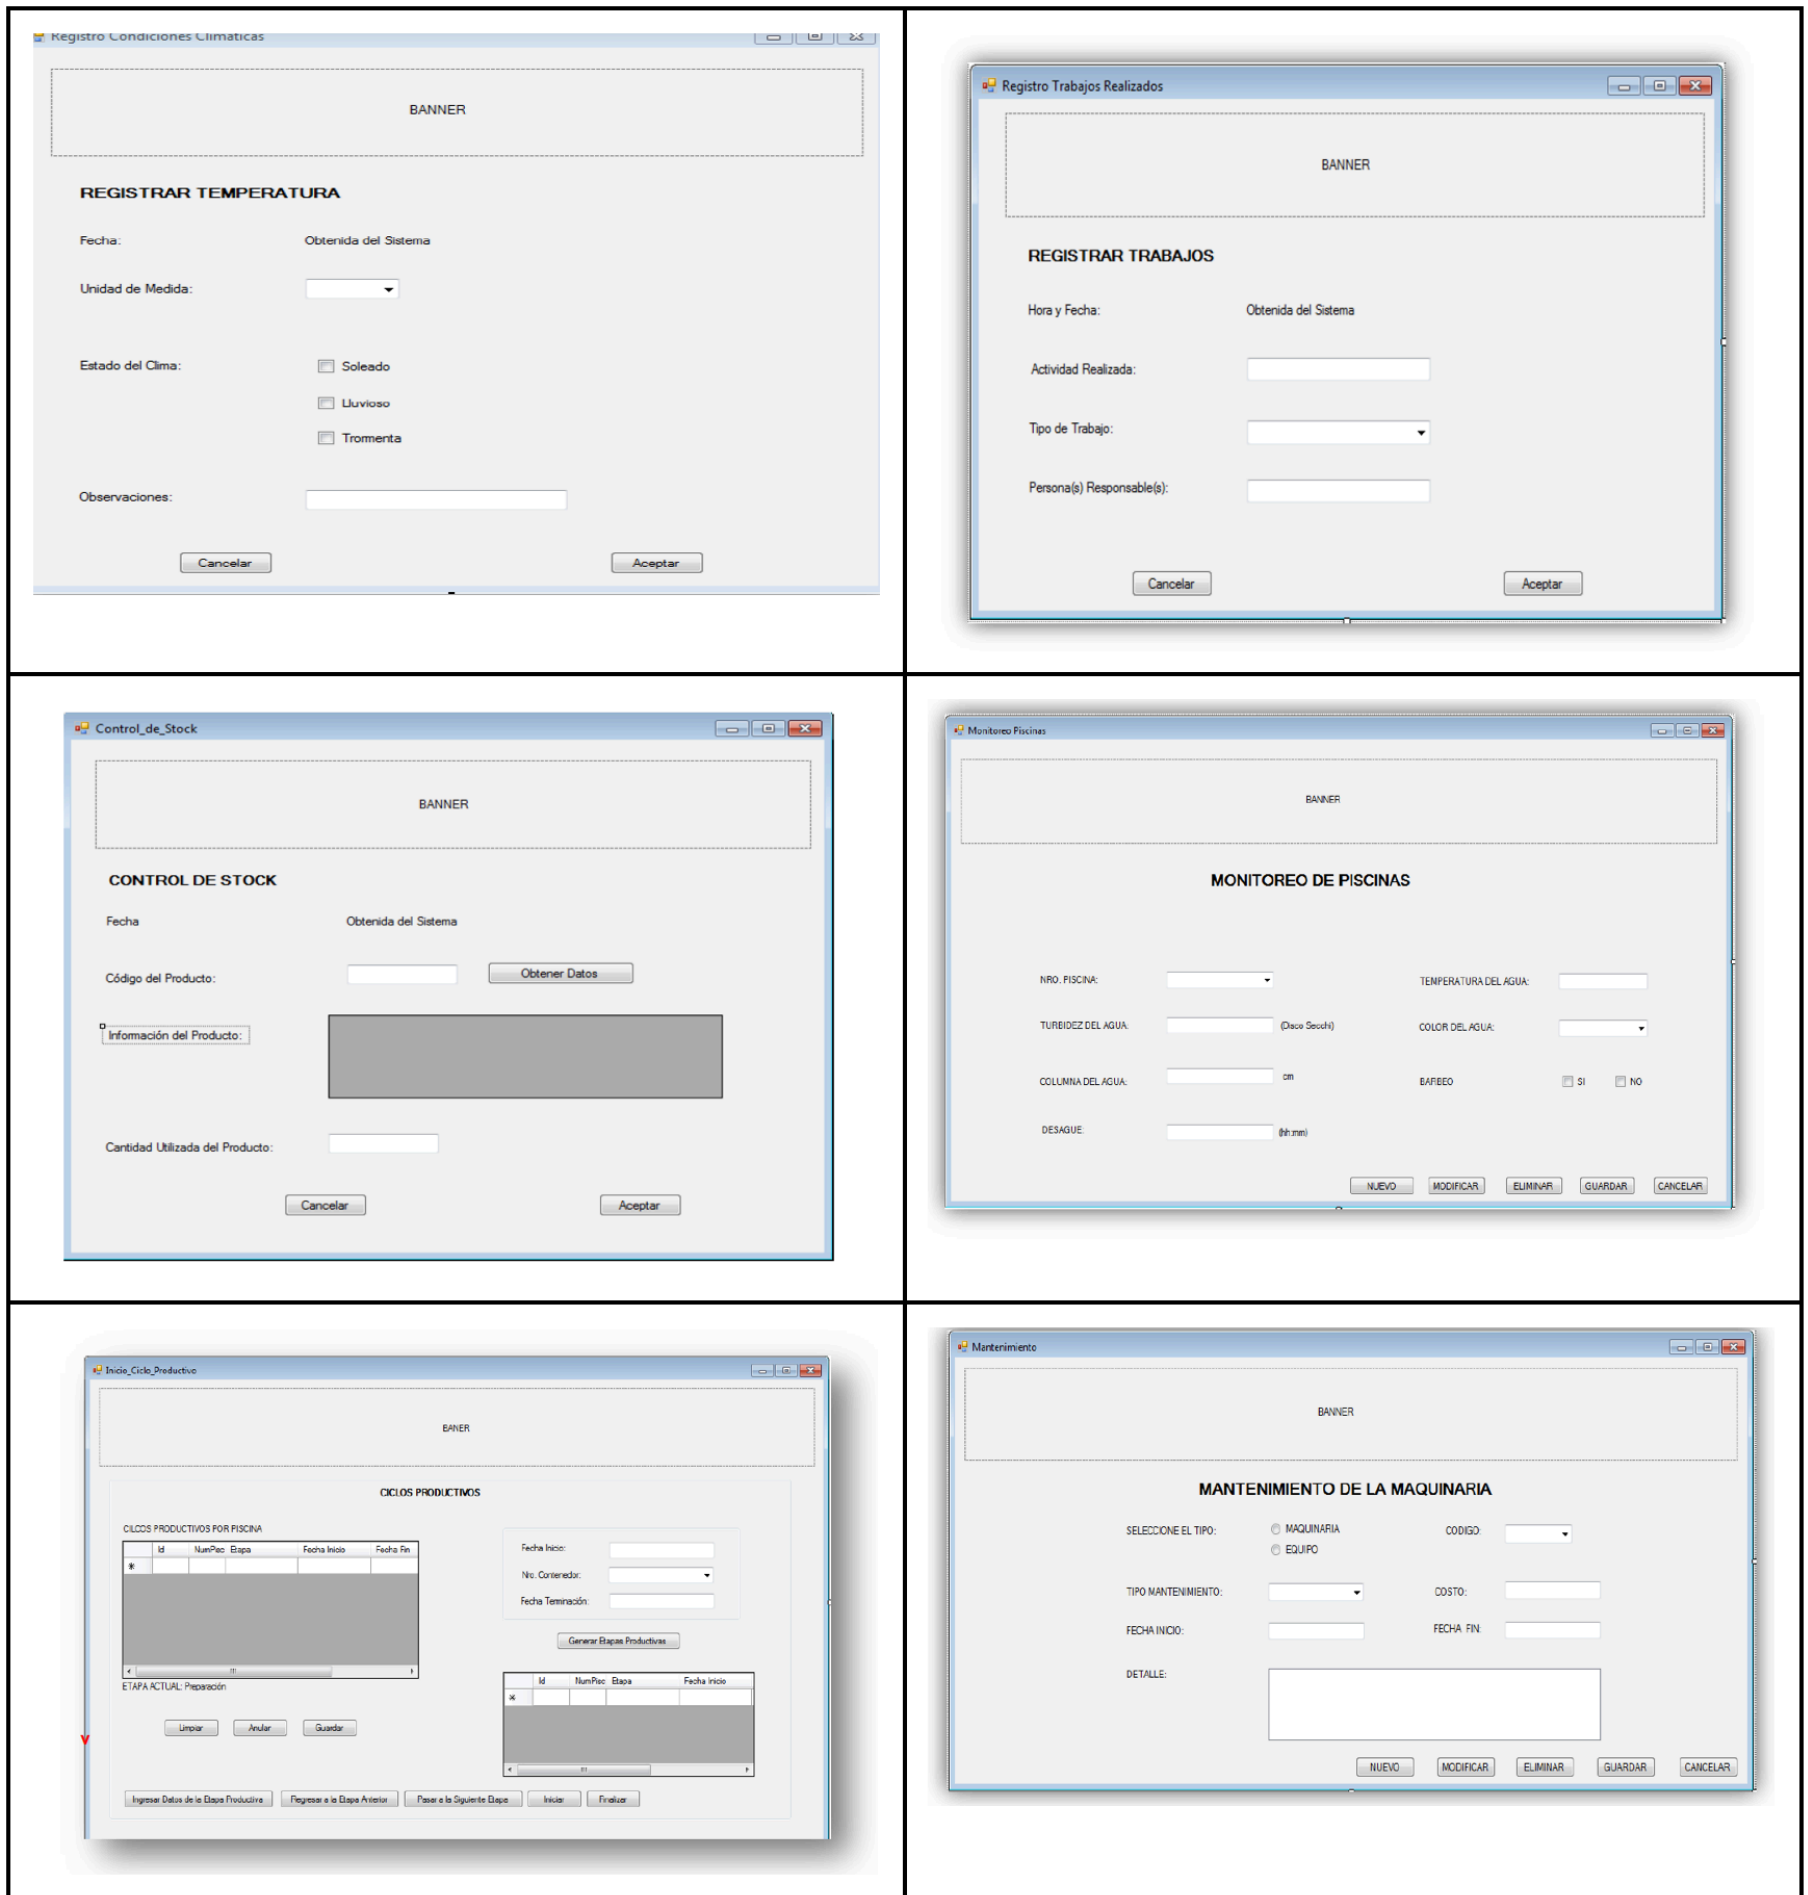 Registro Condiciones Climaticas
BANNER
REGISTRAR TEMPERATURA
Fecha: Obtenida del Sistema
Unidad de Medida:
Estado del Clima: Soleado
Lluvioso
Tromenta
Observaciones:
Cancelar Aceptar
Registro Trabajos Realizados
BANNER
REGISTRAR TRABAJOS
Hora y Fecha: Obtenida del Sistema
Actividad Realizada:
Tipo de Trabajo:
Persona(s) Responsable(s):
Cancelar Aceptar
Control_de_Stock
BANNER
CONTROL DE STOCK
Fecha Obtenida del Sistema
Código del Producto: Obtener Datos
Información del Producto:
Cantidad Utilizada del Producto:
Cancelar Aceptar
Monitoreo Piscinas
BANNER
MONITOREO DE PISCINAS
NRO. PISCINA: TEMPERATURA DEL AGUA:
TURBIDEZ DEL AGUA: (Disco Secchi) COLOR DEL AGUA:
COLUMNA DEL AGUA: cm BARBEO SI NO
DESAGUE: (hh:mm)
NUEVO MODIFICAR ELIMINAR GUARDAR CANCELAR
Inicio_Ciclo_Productivo
BANER
CICLOS PRODUCTIVOS
CILCOS PRODUCTIVOS POR PISCINA
Id NumPisc Etapa Fecha Inicio Fecha Fin
Fecha Inicio:
Nro. Contenedor:
Fecha Terminación:
Generar Etapas Productivas
Id NumPisc Etapa Fecha Inicio
ETAPA ACTUAL: Preparación
Limpiar Anular Guardar
V
Ingresar Datos de la Etapa Productiva Regresar a la Etapa Anterior Pasar a la Siguiente Etapa Iniciar Finalizar
Mantenimiento
BANNER
MANTENIMIENTO DE LA MAQUINARIA
SELECCIONE EL TIPO: MAQUINARIA CODIGO:
EQUIPO
TIPO MANTENIMIENTO: COSTO:
FECHA INICIO: FECHA FIN:
DETALLE:
NUEVO MODIFICAR ELIMINAR GUARDAR CANCELAR